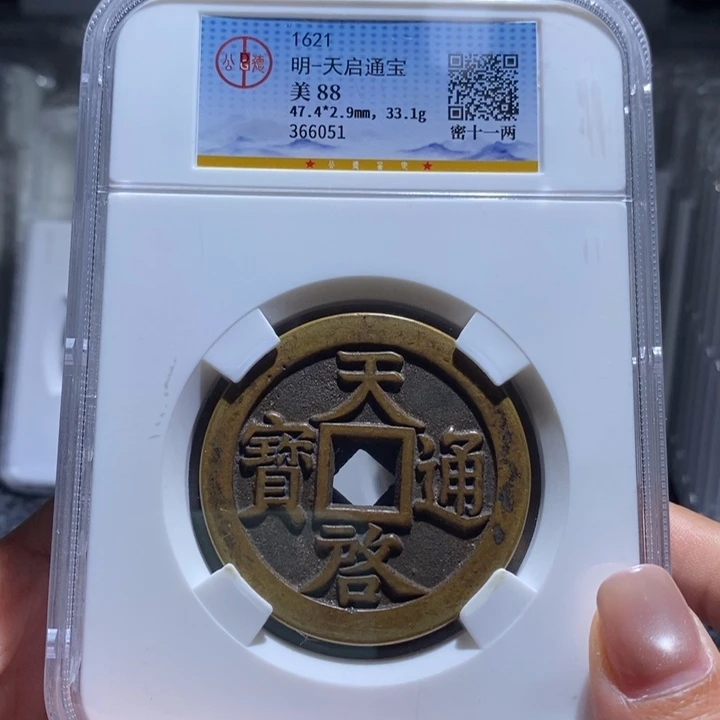 1621
明-天启通宝
美 88
47.4*2.9mm, 33.1g
366051
密十一两
天
寶 通
啓